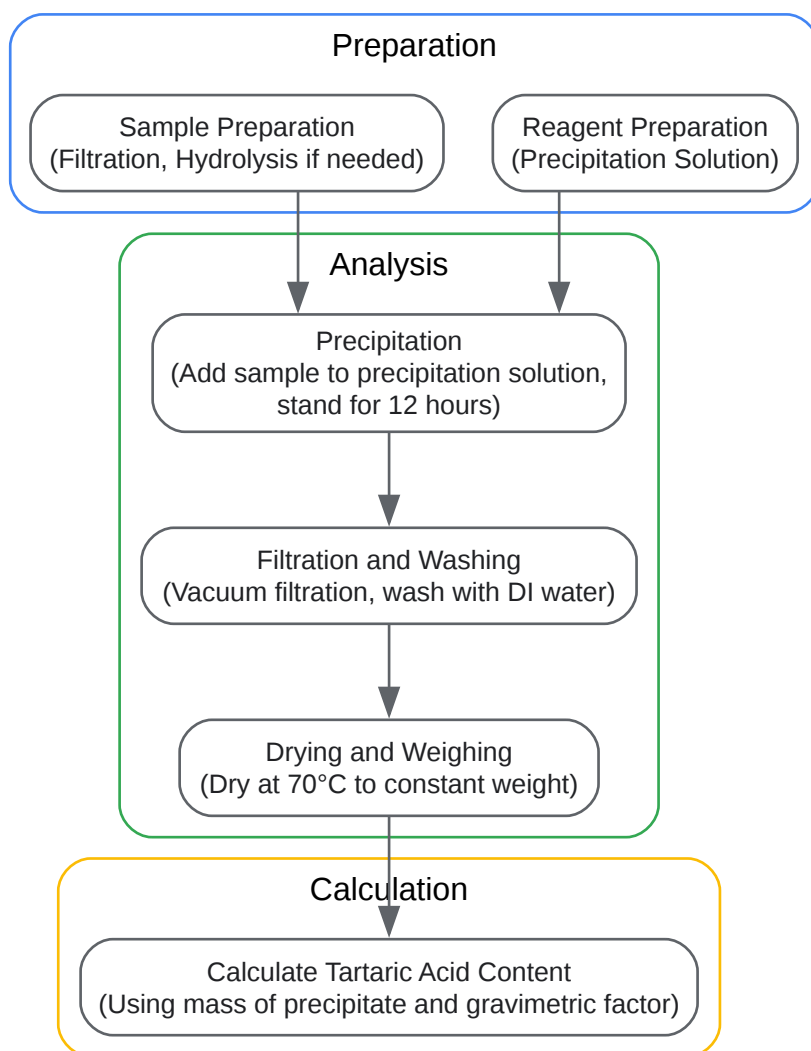 Preparation
Sample Preparation
(Filtration, Hydrolysis if needed)
Reagent Preparation
(Precipitation Solution)
Analysis
Precipitation
(Add sample to precipitation solution,
stand for 12 hours)
Filtration and Washing
(Vacuum filtration, wash with DI water)
Drying and Weighing
(Dry at 70°C to constant weight)
Calculation
Calculate Tartaric Acid Content
(Using mass of precipitate and gravimetric factor)